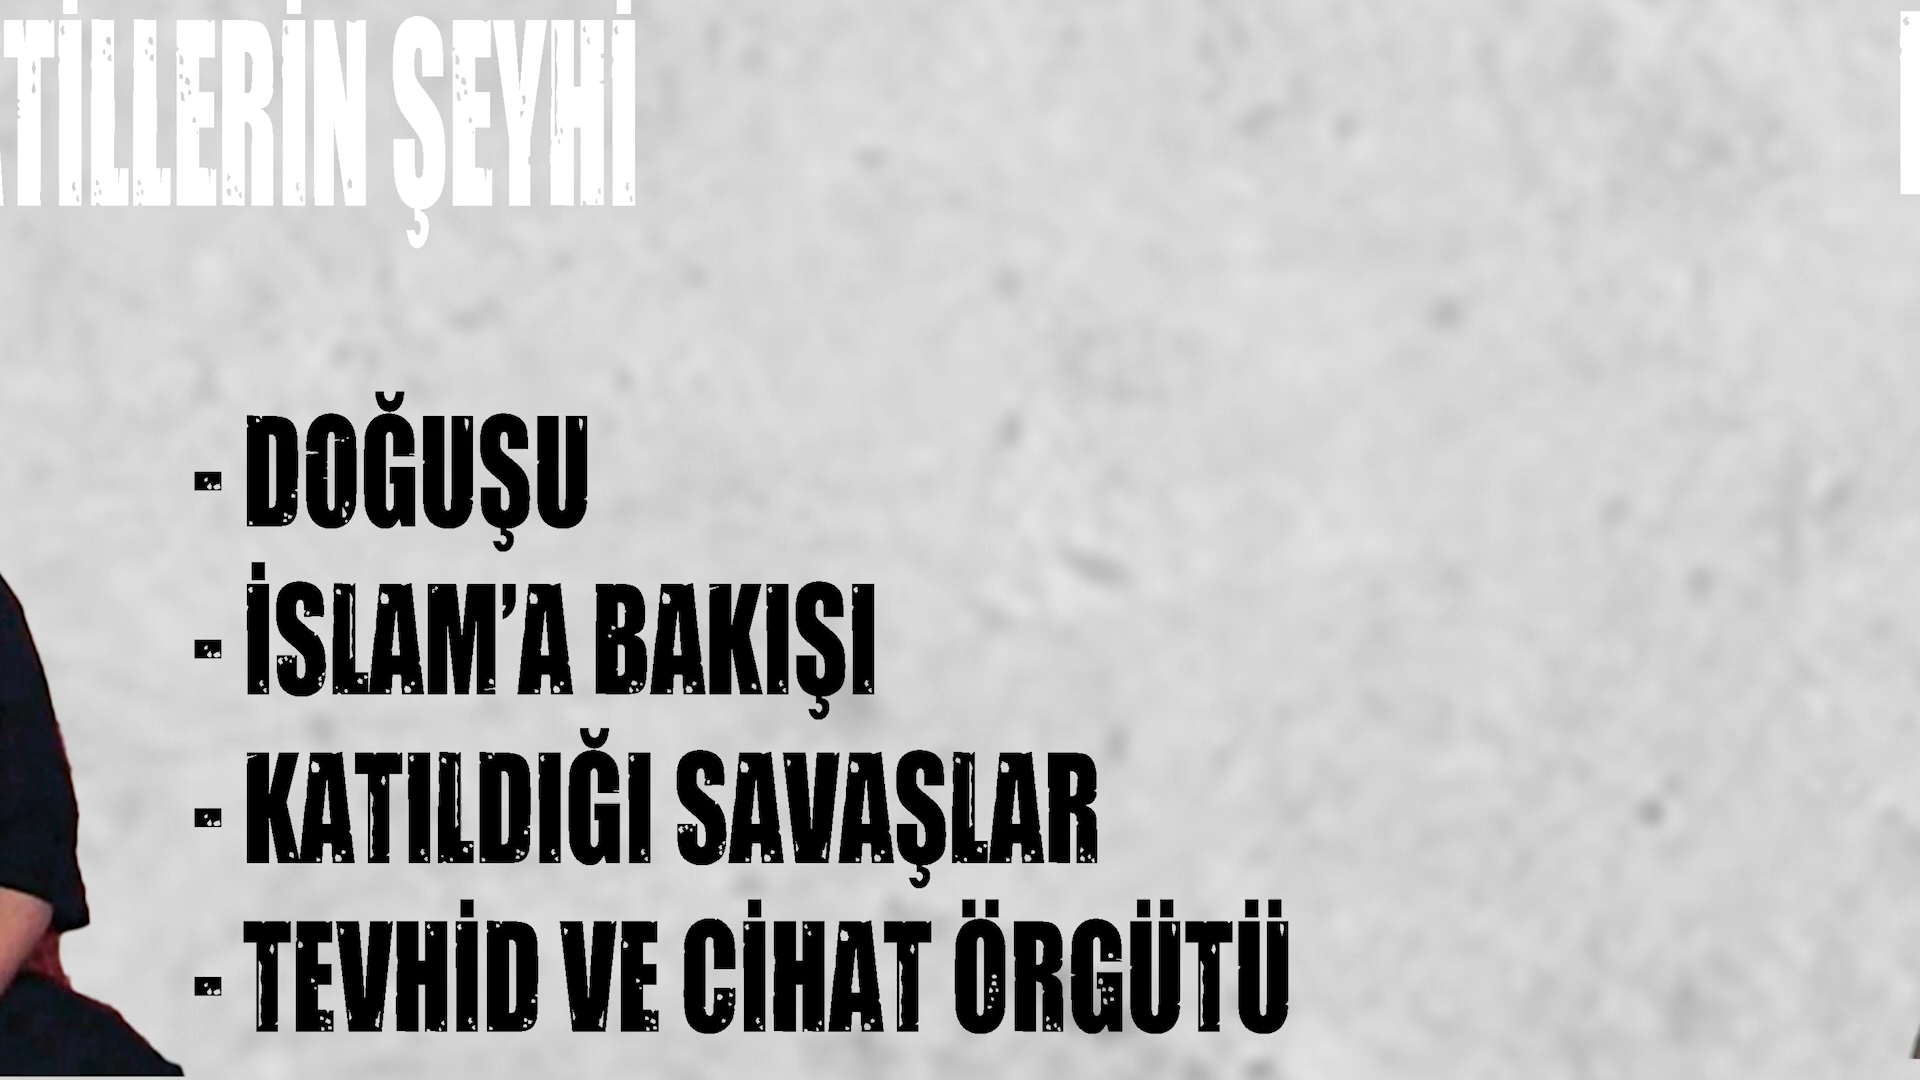 TİLLERİN ŞEYHİ
- DOĞUŞU
- İSLAM’A BAKIŞI
- KATILDIĞI SAVAŞLAR
- TEVHİD VE CİHAT ÖRGÜTÜ